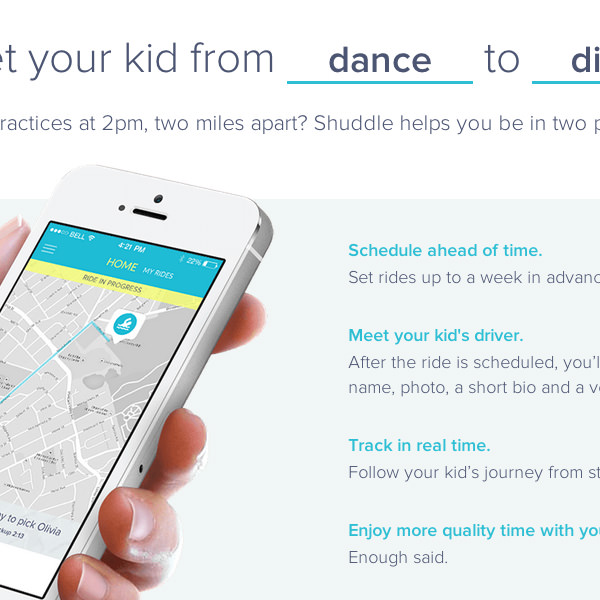 et your kid from dance to di
ractices at 2pm, two miles apart? Shuddle helps you be in two p
BELL 4:21 PM 22%
HOME MY RIDES
RIDE IN PROGRESS
y to pick Olivia
ckup 2:13
Schedule ahead of time.
Set rides up to a week in advanc
Meet your kid's driver.
After the ride is scheduled, you'l
name, photo, a short bio and a v
Track in real time.
Follow your kid's journey from st
Enjoy more quality time with you
Enough said.